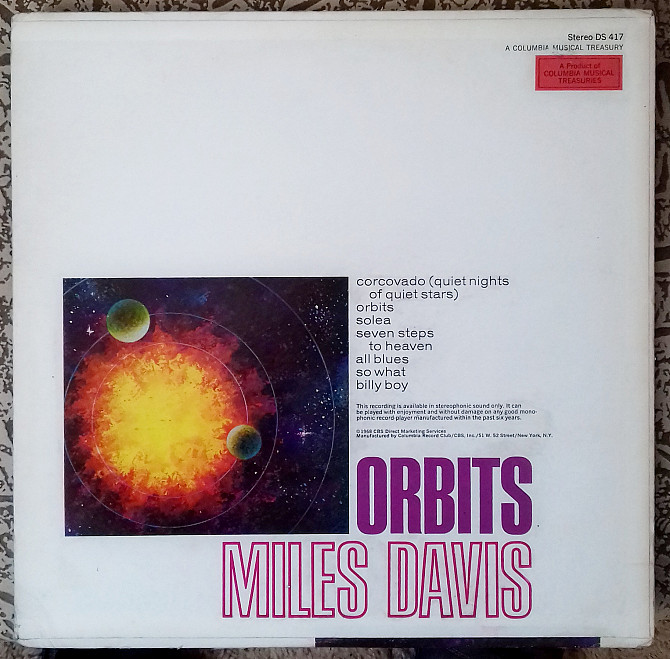 Stereo DS 417
A COLUMBIA MUSICAL TREASURY
A Product of
COLUMBIA MUSICAL
TREASURIES
corcovado (quiet nights
of quiet stars)
orbits
solea
seven steps
to heaven
all blues
so what
billy boy
This recording is available in stereophonic sound only. It can
be played with enjoyment and without damage on any good mono-
phonic record-player manufactured within the past six years.
©1968 CBS Direct Marketing Services
Manufactured by Columbia Record Club/CBS, Inc./51 W. 52 Street/New York, N.Y.
ORBITS
MILES DAVIS